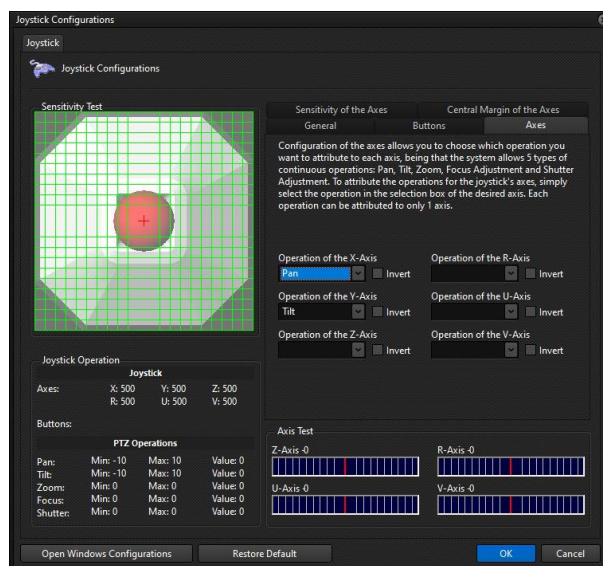 Joystick Configurations
Joystick
Joystick Configurations
Sensitivity Test
Sensitivity of the Axes
Central Margin of the Axes
General
Buttons
Axes
Configuration of the axes allows you to choose which operation you
want to attribute to each axis, being that the system allows 5 types of
continuous operations: Pan, Tilt, Zoom, Focus Adjustment and Shutter
Adjustment. To attribute the operations for the joystick's axes, simply
select the operation in the selection box of the desired axis. Each
operation can be attributed to only 1 axis.
Operation of the X-Axis
Operation of the R-Axis
Pan
Invert
Invert
Operation of the Y-Axis
Operation of the U-Axis
Tilt
Invert
Invert
Operation of the Z-Axis
Operation of the V-Axis
Invert
Invert
Joystick Operation
Joystick
Axes: X: 500 Y: 500 Z: 500
R: 500 U: 500 V: 500
Buttons:
PTZ Operations
Pan: Min: -10 Max: 10 Value: 0
Tilt: Min: -10 Max: 10 Value: 0
Zoom: Min: 0 Max: 0 Value: 0
Focus: Min: 0 Max: 0 Value: 0
Shutter: Min: 0 Max: 0 Value: 0
Axis Test
Z-Axis -0
R-Axis -0
U-Axis -0
V-Axis -0
Open Windows Configurations
Restore Default
OK
Cancel